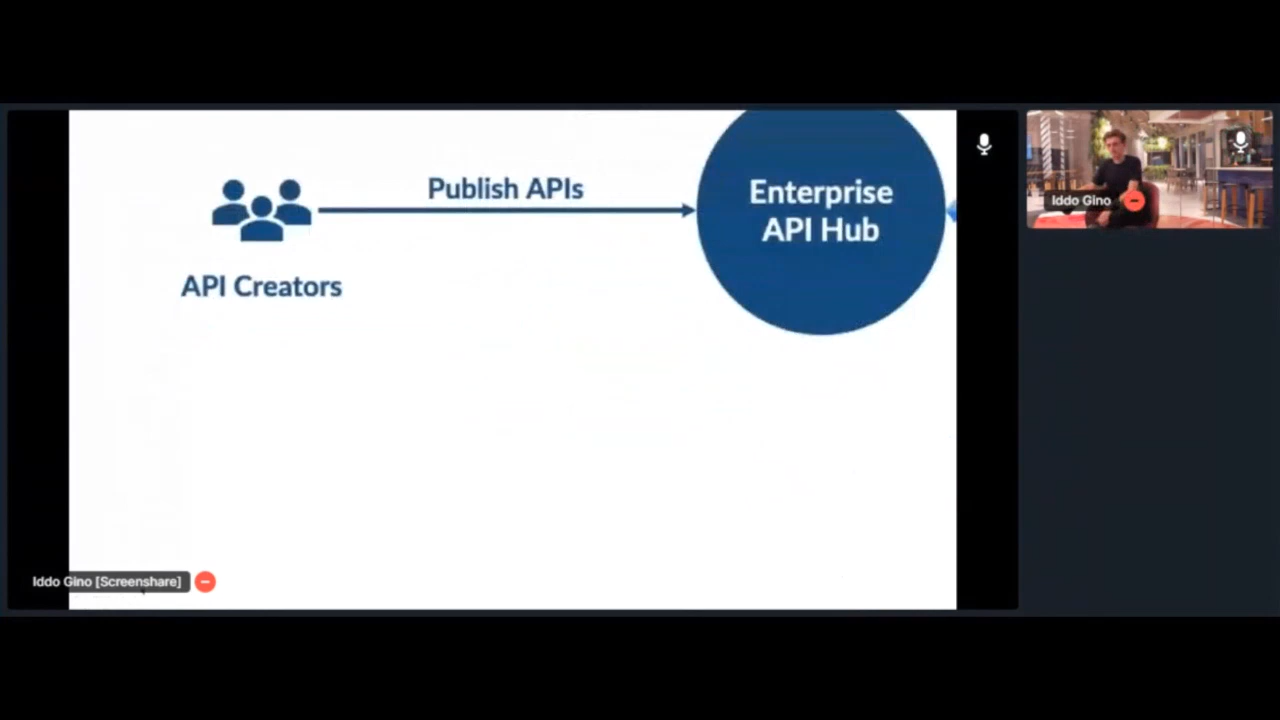 Publish APIs
Enterprise
API Hub
API Creators
Iddo Gino
Iddo Gino [Screenshare]